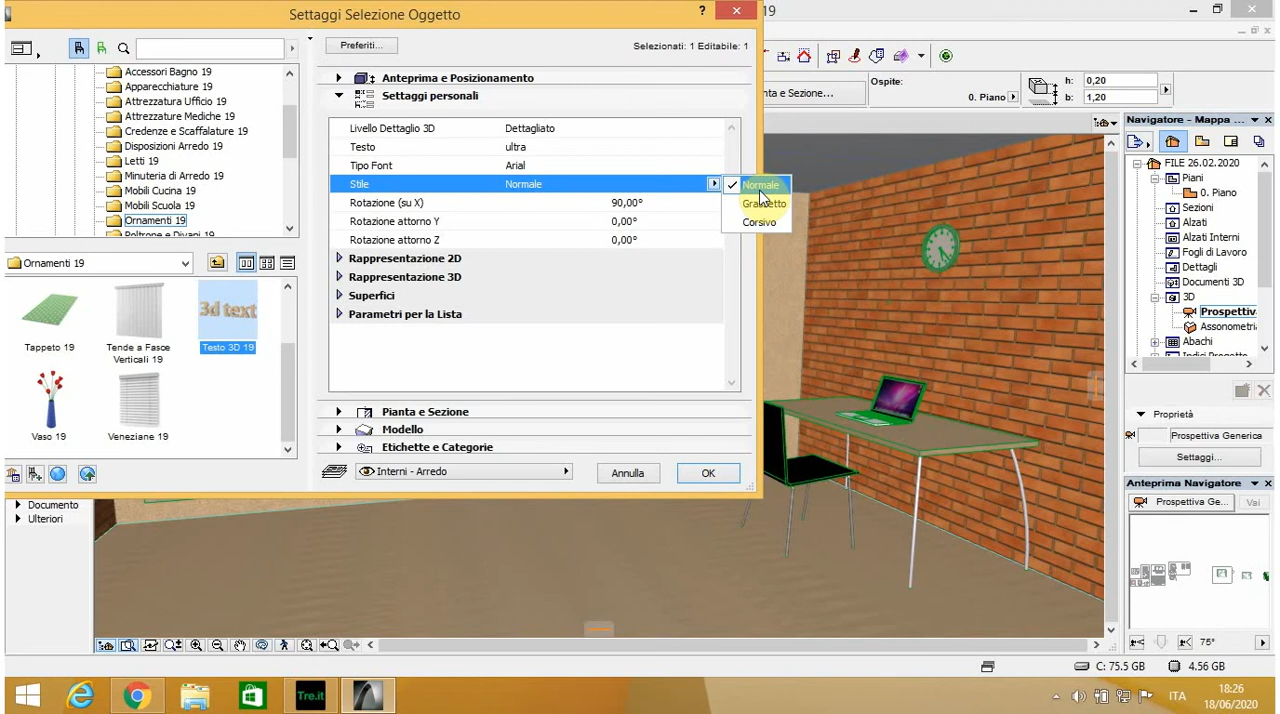 Settaggi Selezione Oggetto
?
19
Preferiti...
Selezionati: 1 Editabile: 1
Accessori Bagno 19
Apparecchiature 19
Attrezzatura Ufficio 19
Attrezzature Mediche 19
Credenze e Scaffalature 19
Disposizioni Arredo 19
Letti 19
Minuteria di Arredo 19
Mobili Cucina 19
Mobili Scuola 19
Ornamenti 19
Poltrone e Divani 19
Ornamenti 19
3d text
Tappeto 19
Tende a Fasce Verticali 19
Testo 3D 19
Vaso 19
Veneziane 19
Anteprima e Posizionamento
Settaggi personali
Livello Dettaglio 3D Dettagliato
Testo ultra
Tipo Font Arial
Stile Normale
Rotazione (su X) 90,00°
Rotazione attorno Y 0,00°
Rotazione attorno Z 0,00°
Rappresentazione 2D
Rappresentazione 3D
Superfici
Parametri per la Lista
Normale
Grassetto
Corsivo
Pianta e Sezione
Modello
Etichette e Categorie
Interni - Arredo
Annulla
OK
Documento
Ulteriori
ta e Sezione...
Ospite:
0. Piano
h: 0,20
b: 1,20
Navigatore - Mappa ...
FILE 26.02.2020
Piani
0. Piano
Sezioni
Alzati
Alzati Interni
Fogli di Lavoro
Dettagli
Documenti 3D
3D
Prospettiva
Assonometri
Abachi
Indici Progetto
Proprietà
Prospettiva Generica
Settaggi...
Anteprima Navigatore
Prospettiva Ge...
Vai
75°
C: 75.5 GB
4.56 GB
Tre.it
ITA
18:26
18/06/2020